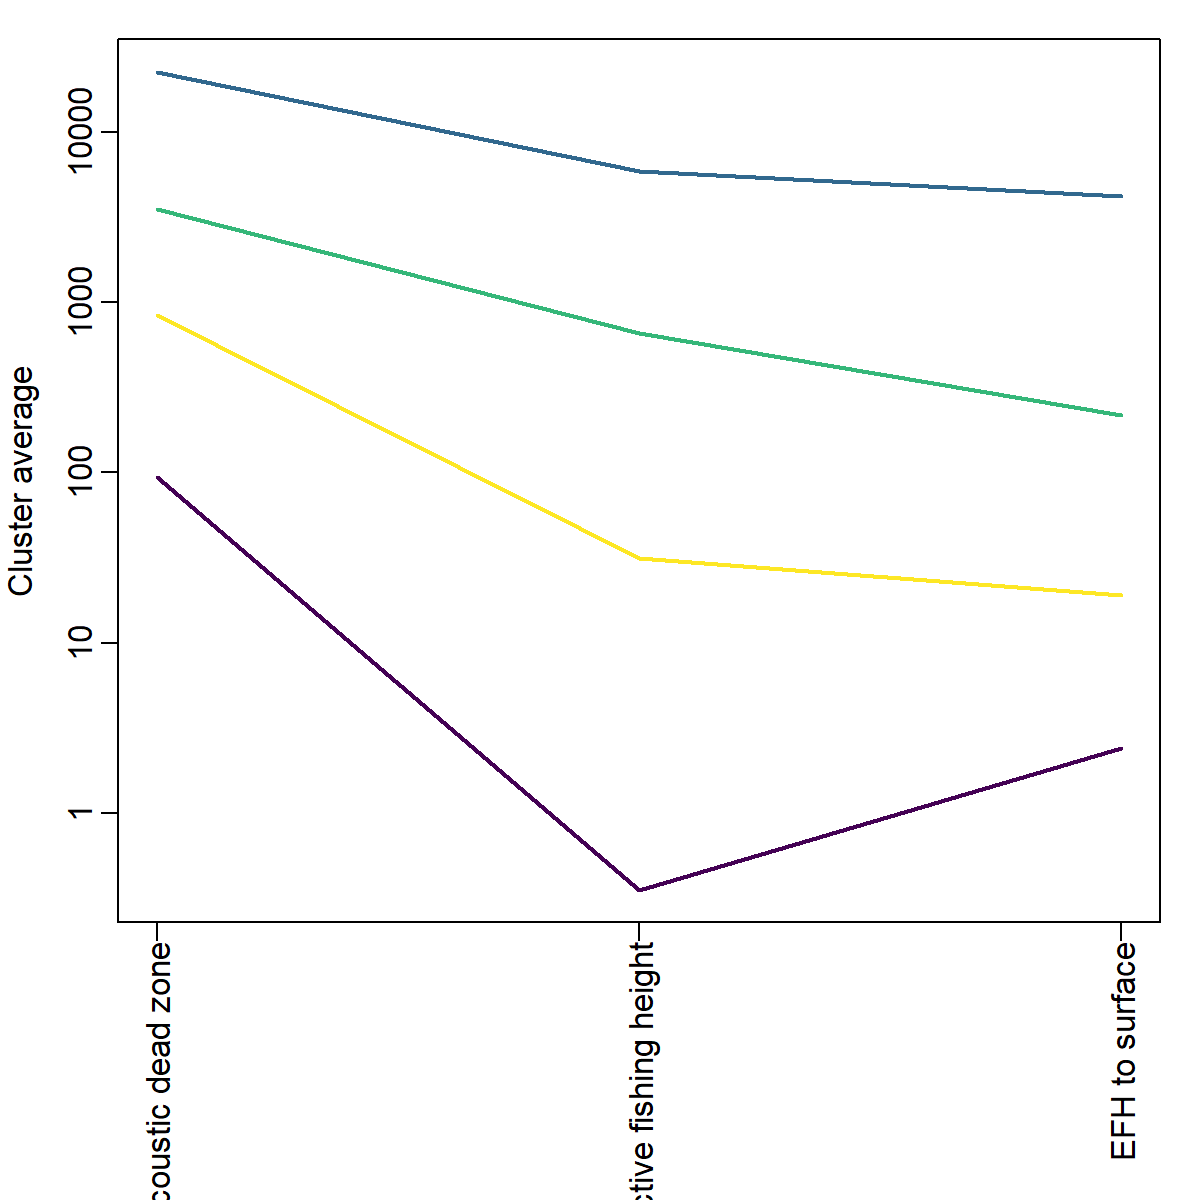 Cluster average
10000
1000
100
10
1
coustic dead zone
ctive fishing height
EFH to surface